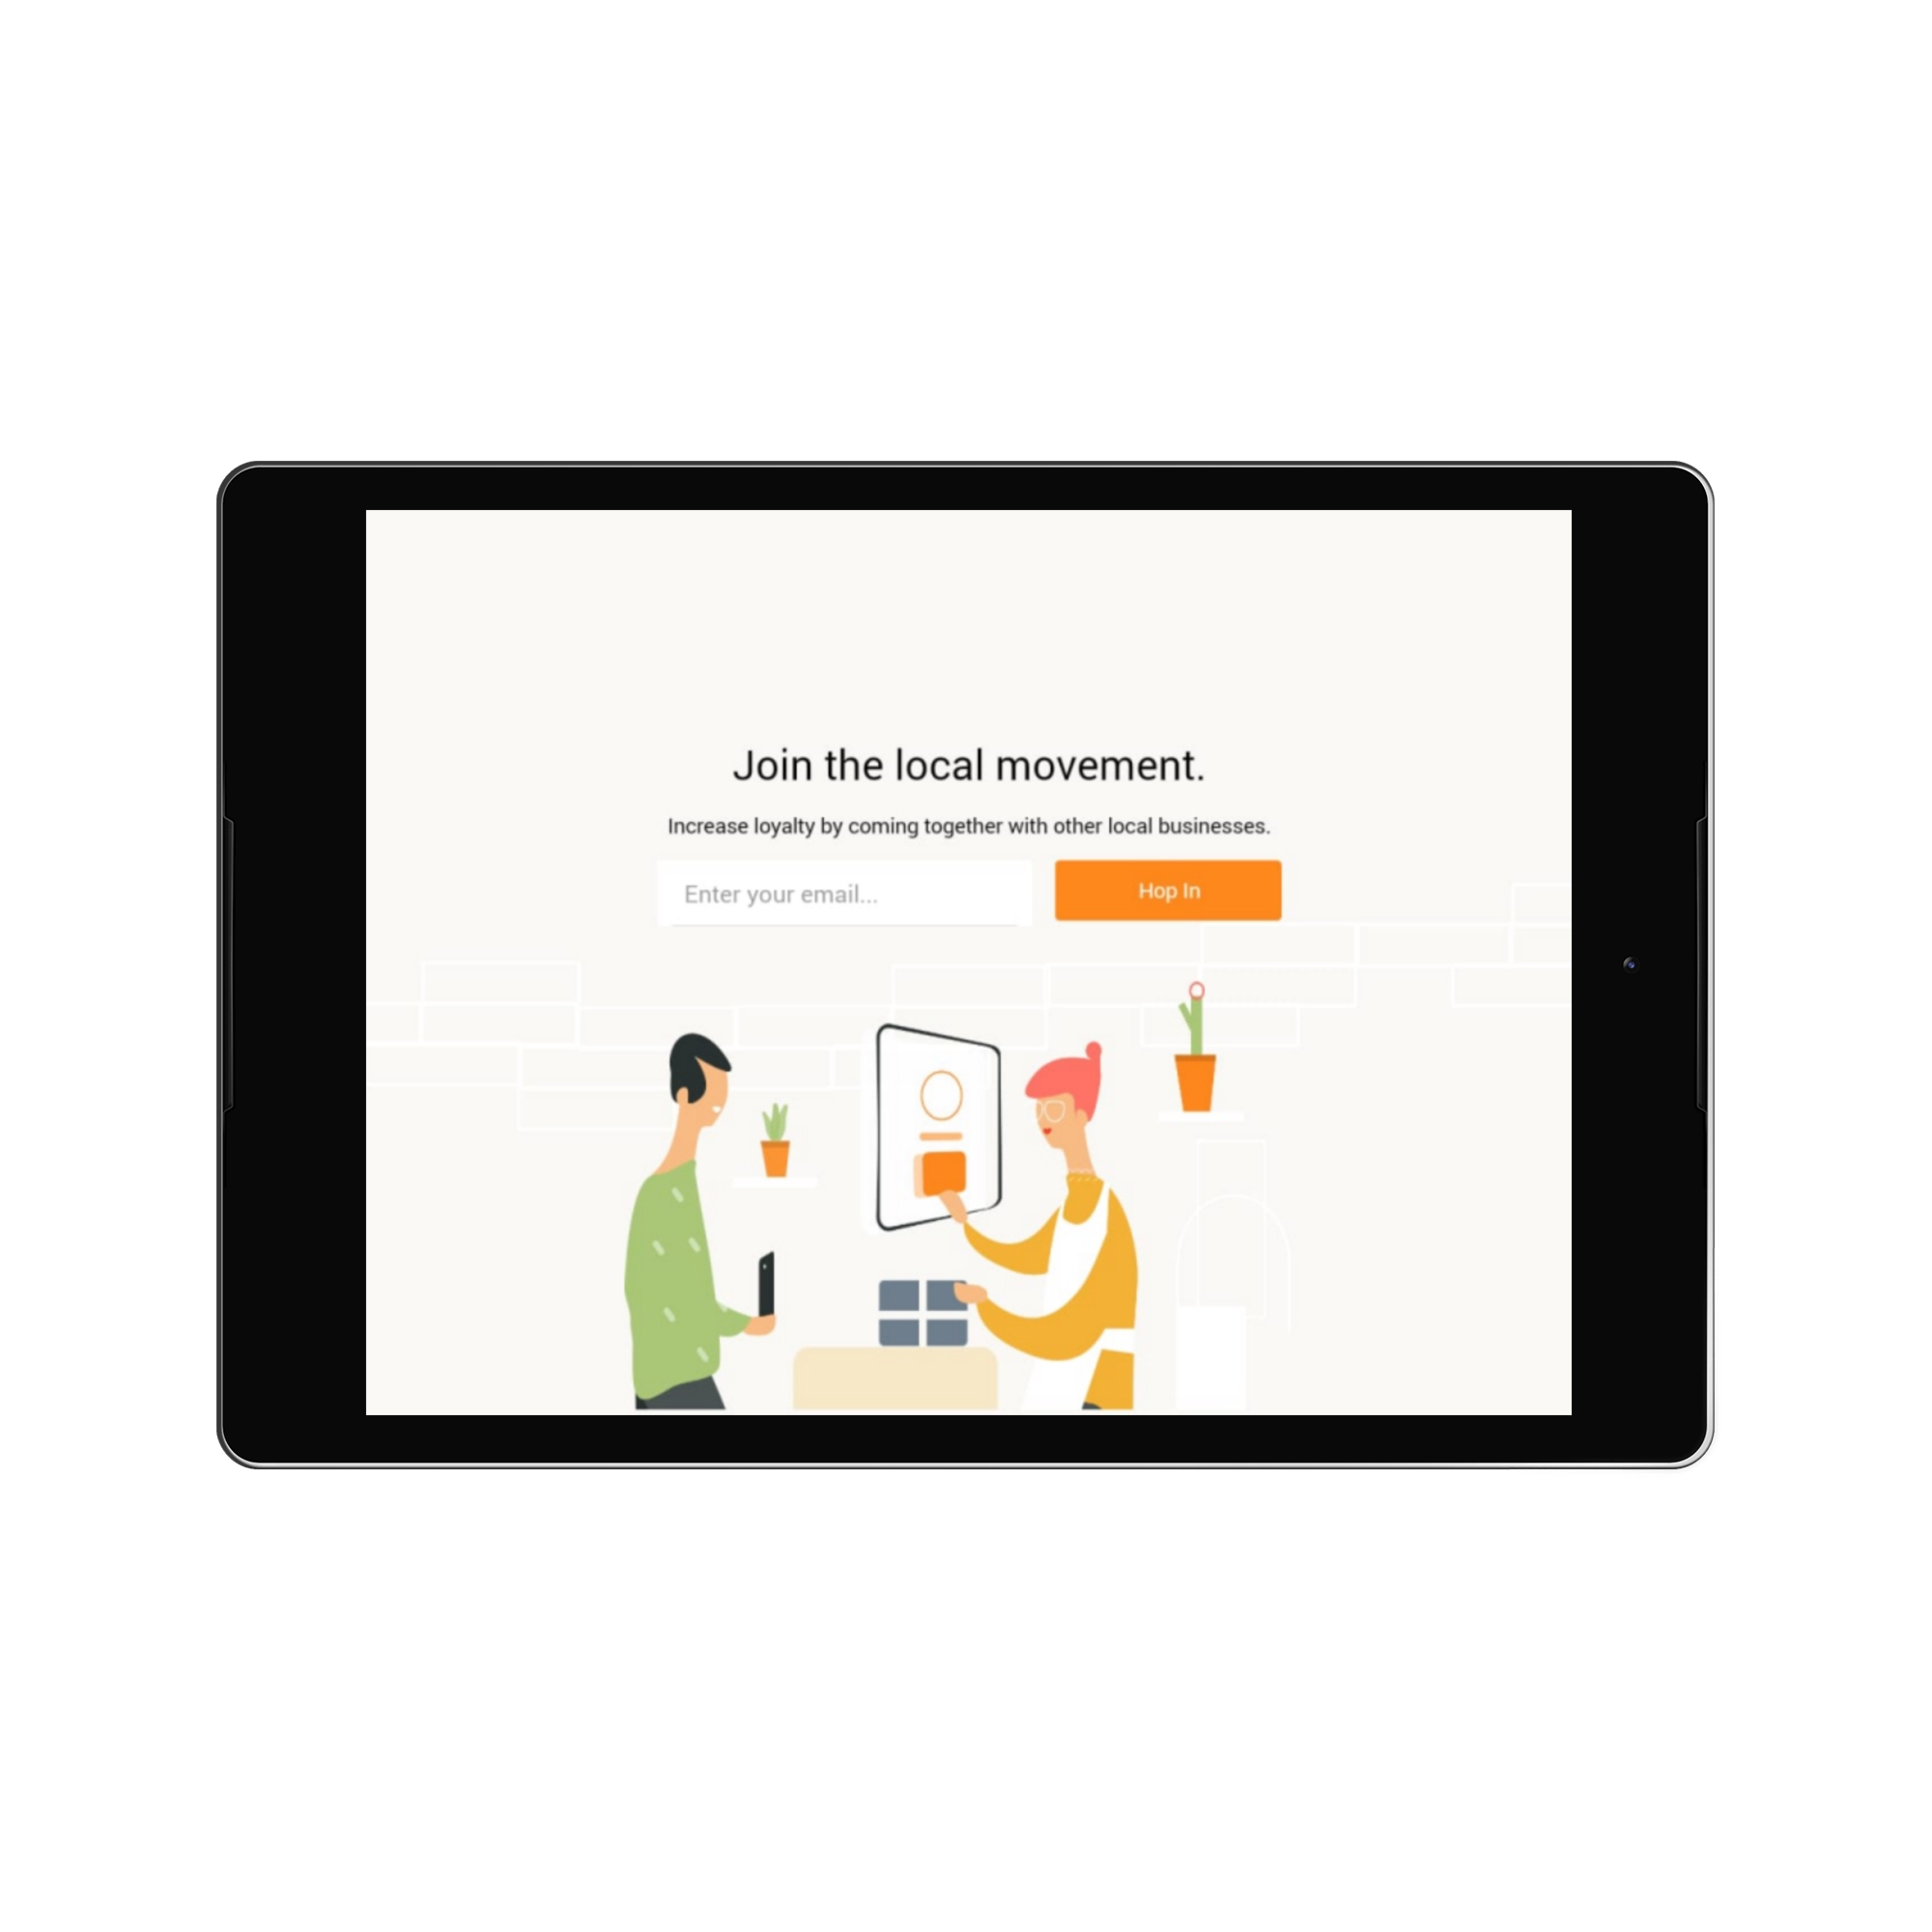 Join the local movement.
Increase loyalty by coming together with other local businesses.
Enter your email...
Hop In